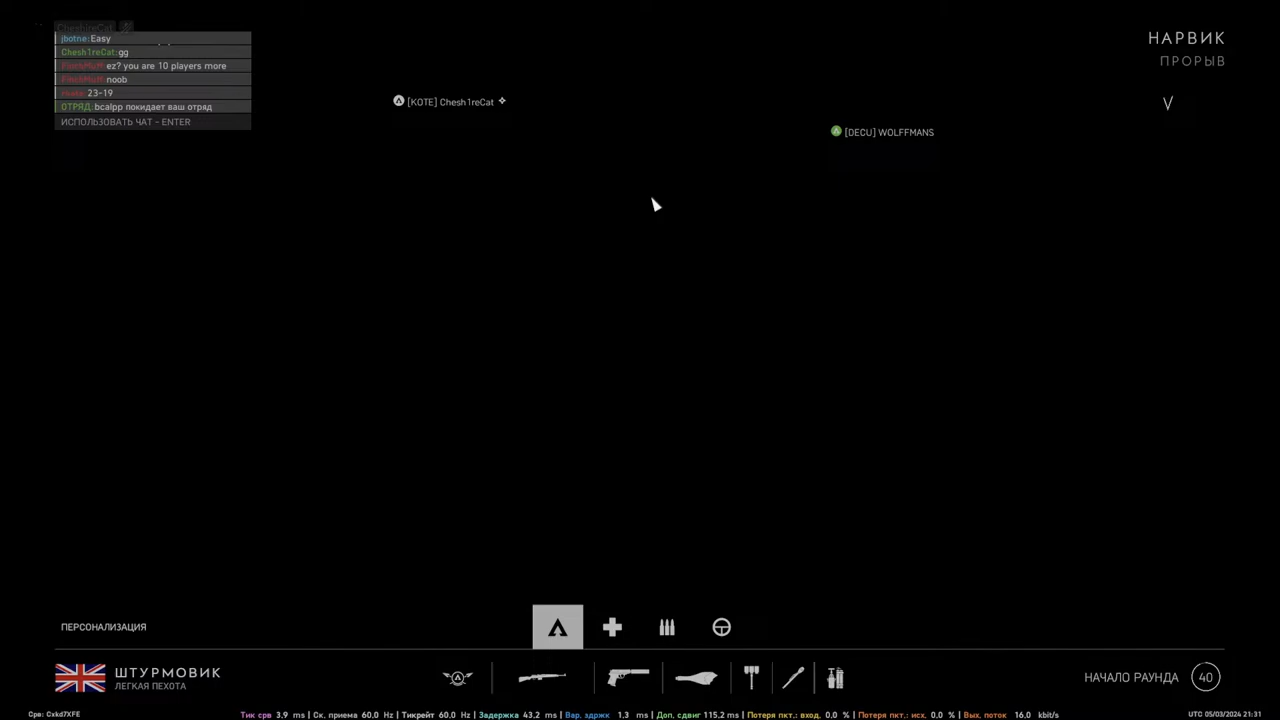 Chesh1reCat
jbotne: Easy
Chesh1reCat: gg
ez? you are 10 players more
noob
23-19
ОТРЯД: bcalpp покидает ваш отряд
ИСПОЛЬЗОВАТЬ ЧАТ - ENTER
НАРВИК
ПРОРЫВ
V
[KOTE] Chesh1reCat
[DECU] WOLFFMANS
ПЕРСОНАЛИЗАЦИЯ
ШТУРМОВИК
ЛЕГКАЯ ПЕХОТА
НАЧАЛО РАУНДА 40
Срв: Cxkd7XFE
Тик срв 3,9 ms | Ск. приема 60,0 Hz | Тикрейт 60,0 Hz | Задержка 43,2 ms | Вар. здржк 1,3 ms | Доп. сдвиг 115,2 ms | Потеря пкт.: вход. 0,0 % | Потеря пкт.: исх. 0,0 % | Вых. поток 16,0 kbit/s
UTC 05/03/2024 21:31